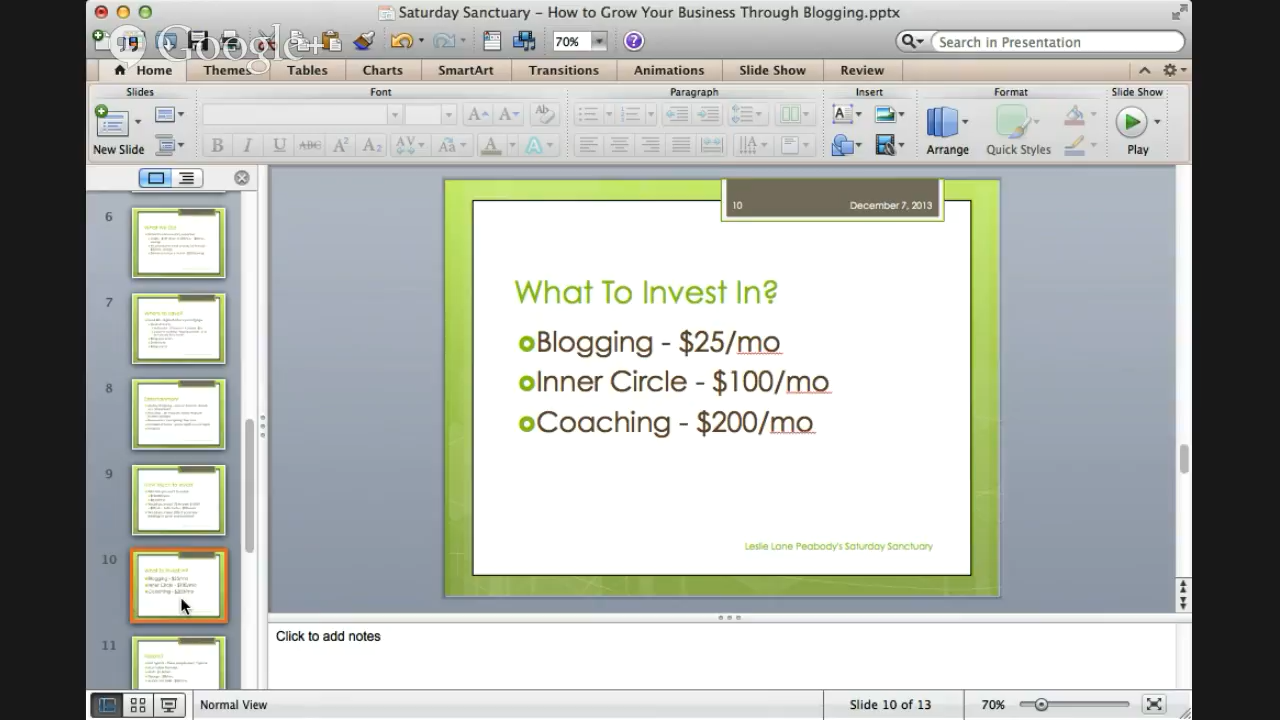 Saturday Sanctuary – How to Grow Your Business Through Blogging.pptx
Google+
70%
Search in Presentation
Home Themes Tables Charts SmartArt Transitions Animations Slide Show Review
Slides Font Paragraph Insert Format Slide Show
New Slide Arrange Quick Styles Play
6
7
8
9
10
11
10 December 7, 2013
What To Invest In?
Blogging - $25/mo
Inner Circle - $100/mo
Coaching - $200/mo
Leslie Lane Peabody's Saturday Sanctuary
Click to add notes
Normal View Slide 10 of 13 70%